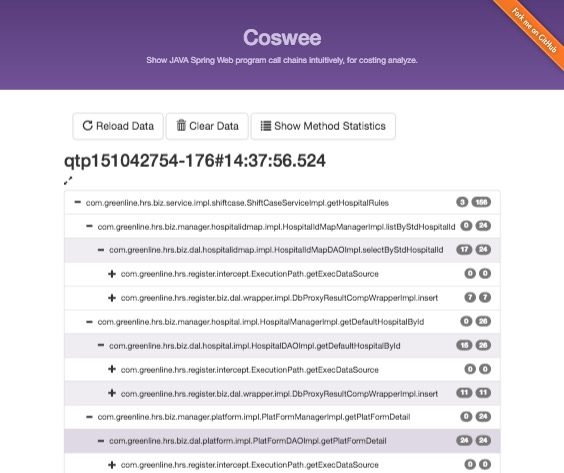 Fork me on GitHub
Coswee
Show JAVA Spring Web program call chains intuitively, for costing analyze.
Reload Data Clear Data Show Method Statistics
qtp151042754-176#14:37:56.524
com.greenline.hrs.biz.service.impl.shiftcase.ShiftCaseServiceImpl.getHospitalRules 3 156
com.greenline.hrs.biz.manager.hospitalidmap.impl.HospitalIdMapManagerImpl.listByStdHospitalId 0 24
com.greenline.hrs.biz.dal.hospitalidmap.impl.HospitalIdMapDAOImpl.selectByStdHospitalId 17 24
com.greenline.hrs.register.intercept.ExecutionPath.getExecDataSource 0 0
com.greenline.hrs.register.biz.dal.wrapper.impl.DbProxyResultCompWrapperImpl.insert 7 7
com.greenline.hrs.biz.manager.hospital.impl.HospitalManagerImpl.getDefaultHospitalById 0 26
com.greenline.hrs.biz.dal.hospital.impl.HospitalDAOImpl.getDefaultHospitalById 15 26
com.greenline.hrs.register.intercept.ExecutionPath.getExecDataSource 0 0
com.greenline.hrs.register.biz.dal.wrapper.impl.DbProxyResultCompWrapperImpl.insert 11 11
com.greenline.hrs.biz.manager.platform.impl.PlatFormManagerImpl.getPlatFormDetail 0 24
com.greenline.hrs.biz.dal.platform.impl.PlatFormDAOImpl.getPlatFormDetail 24 24
com.greenline.hrs.register.intercept.ExecutionPath.getExecDataSource 0 0